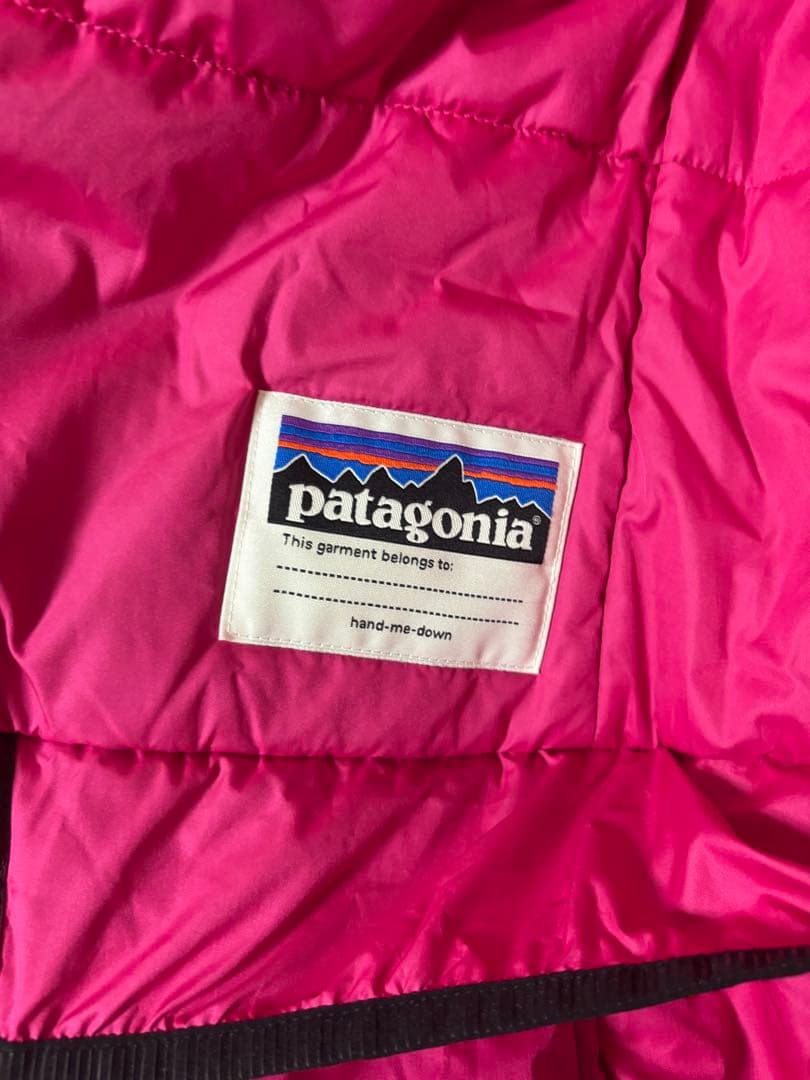 patagonia®
This garment belongs to:
hand-me-down